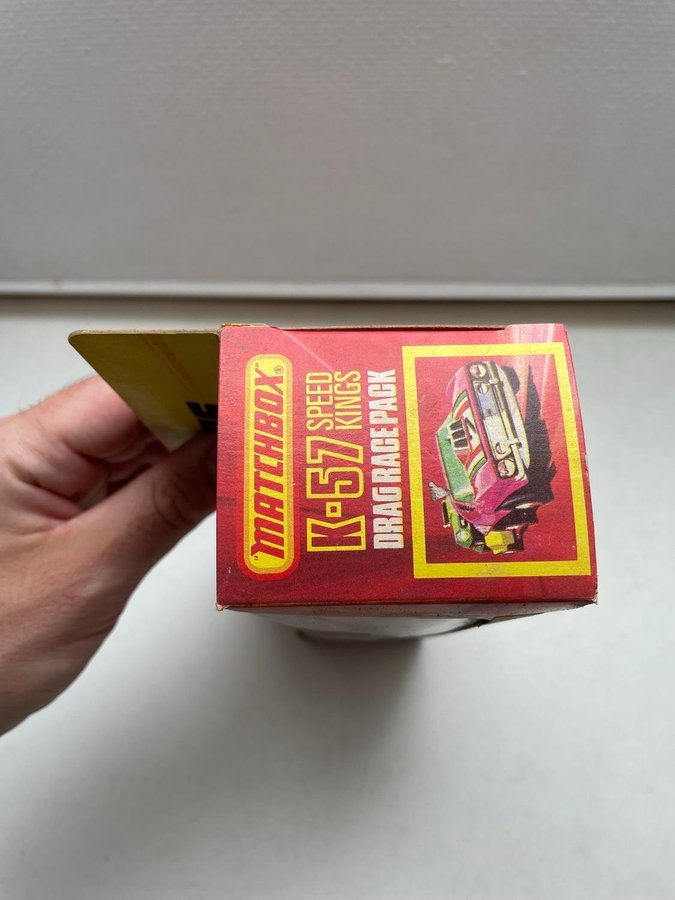 "MATCHBOX"®
K-57 SPEED KINGS
DRAG RACE PACK